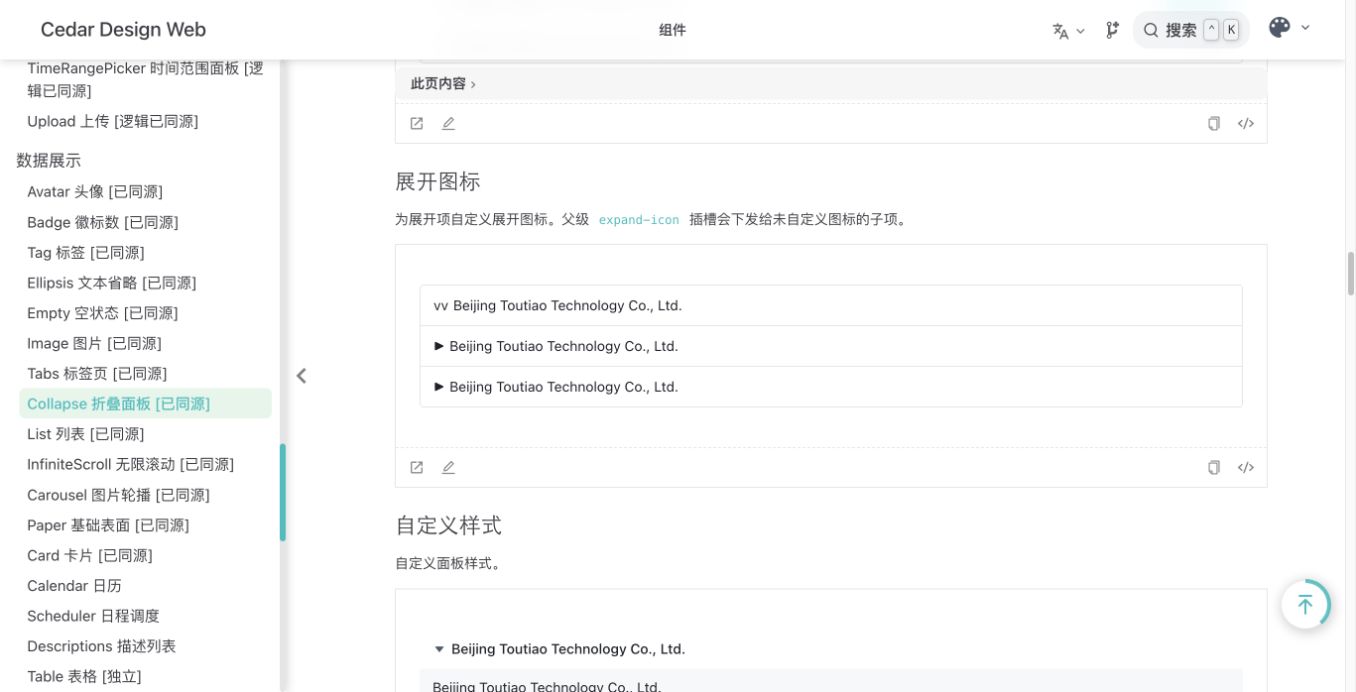 Cedar Design Web
组件
搜索 ^ K
TimeRangePicker 时间范围面板 [逻
辑已同源]
Upload 上传 [逻辑已同源]
数据展示
Avatar 头像 [已同源]
Badge 徽标数 [已同源]
Tag 标签 [已同源]
Ellipsis 文本省略 [已同源]
Empty 空状态 [已同源]
Image 图片 [已同源]
Tabs 标签页 [已同源]
Collapse 折叠面板 [已同源]
List 列表 [已同源]
InfiniteScroll 无限滚动 [已同源]
Carousel 图片轮播 [已同源]
Paper 基础表面 [已同源]
Card 卡片 [已同源]
Calendar 日历
Scheduler 日程调度
Descriptions 描述列表
Table 表格 [独立]
此页内容 ›
展开图标
为展开项自定义展开图标。父级 expand-icon 插槽会下发给未自定义图标的子项。
vv Beijing Toutiao Technology Co., Ltd.
Beijing Toutiao Technology Co., Ltd.
Beijing Toutiao Technology Co., Ltd.
自定义样式
自定义面板样式。
Beijing Toutiao Technology Co., Ltd.
Beijing Toutiao Technology Co., Ltd.